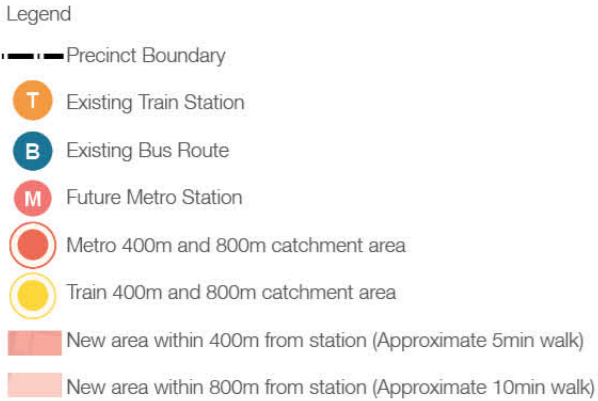 Legend
Precinct Boundary
T Existing Train Station
B Existing Bus Route
M Future Metro Station
Metro 400m and 800m catchment area
Train 400m and 800m catchment area
New area within 400m from station (Approximate 5min walk)
New area within 800m from station (Approximate 10min walk)